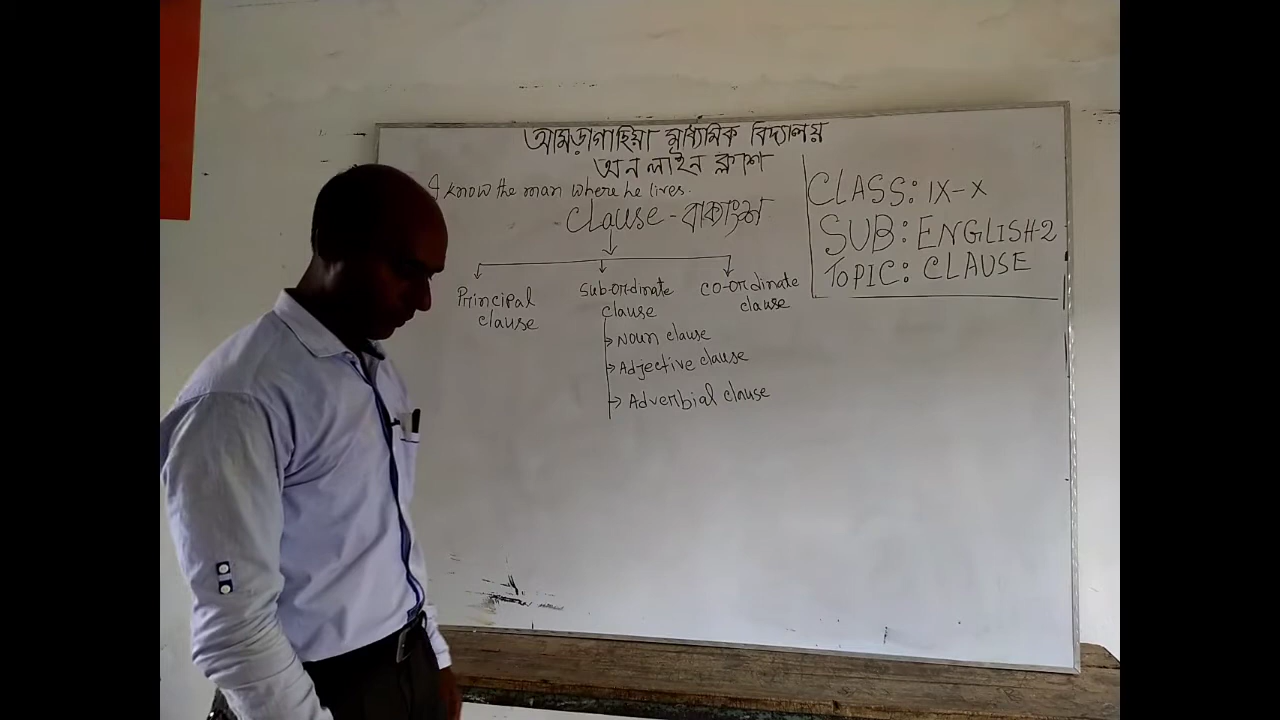 আমড়াগাছিয়া মাধ্যমিক বিদ্যালয়
অনলাইন ক্লাশ
I know the man where he lives.
Clause - বাক্যাংশ
Principal clause
Sub-ordinate clause
Noun clause
Adjective clause
Adverbial clause
Co-ordinate clause
CLASS: IX-X
SUB: ENGLISH-2
TOPIC: CLAUSE